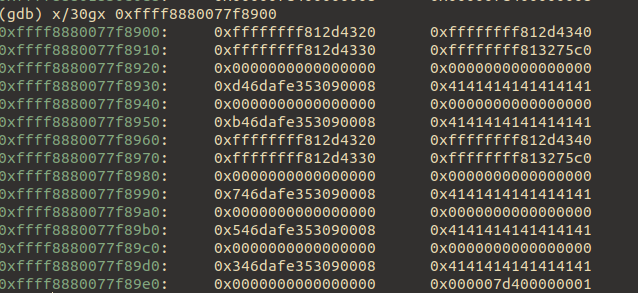 (gdb) x/30gx 0xffff8880077f8900
0xffff8880077f8900: 0xffffffff812d4320 0xffffffff812d4340
0xffff8880077f8910: 0xffffffff812d4330 0xffffffff813275c0
0xffff8880077f8920: 0x0000000000000000 0x0000000000000000
0xffff8880077f8930: 0xd46dafe353090008 0x4141414141414141
0xffff8880077f8940: 0x0000000000000000 0x0000000000000000
0xffff8880077f8950: 0xb46dafe353090008 0x4141414141414141
0xffff8880077f8960: 0xffffffff812d4320 0xffffffff812d4340
0xffff8880077f8970: 0xffffffff812d4330 0xffffffff813275c0
0xffff8880077f8980: 0x0000000000000000 0x0000000000000000
0xffff8880077f8990: 0x746dafe353090008 0x4141414141414141
0xffff8880077f89a0: 0x0000000000000000 0x0000000000000000
0xffff8880077f89b0: 0x546dafe353090008 0x4141414141414141
0xffff8880077f89c0: 0x0000000000000000 0x0000000000000000
0xffff8880077f89d0: 0x346dafe353090008 0x4141414141414141
0xffff8880077f89e0: 0x0000000000000000 0x000007d400000001